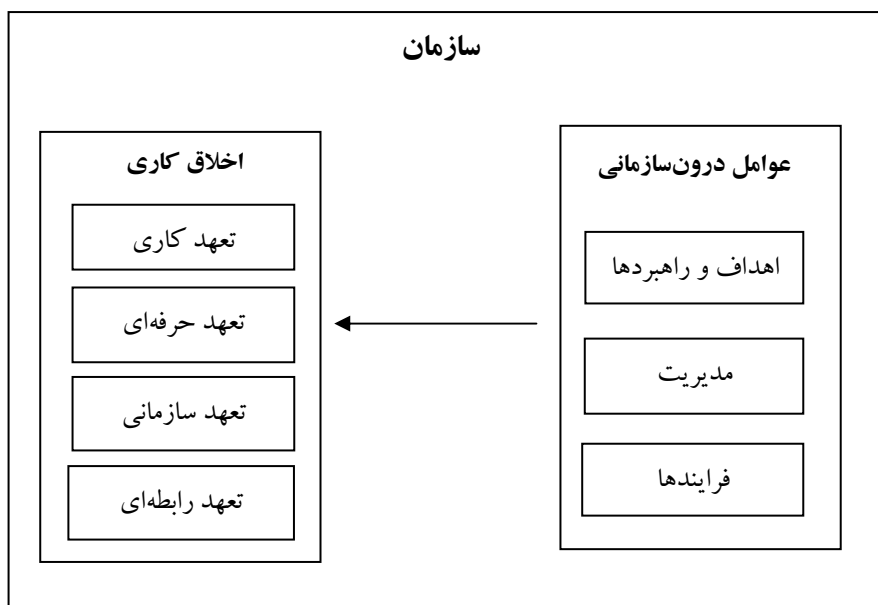 سازمان
عوامل درون‌سازمانی
اهداف و راهبردها
مدیریت
فرایندها
اخلاق کاری
تعهد کاری
تعهد حرفه‌ای
تعهد سازمانی
تعهد رابطه‌ای